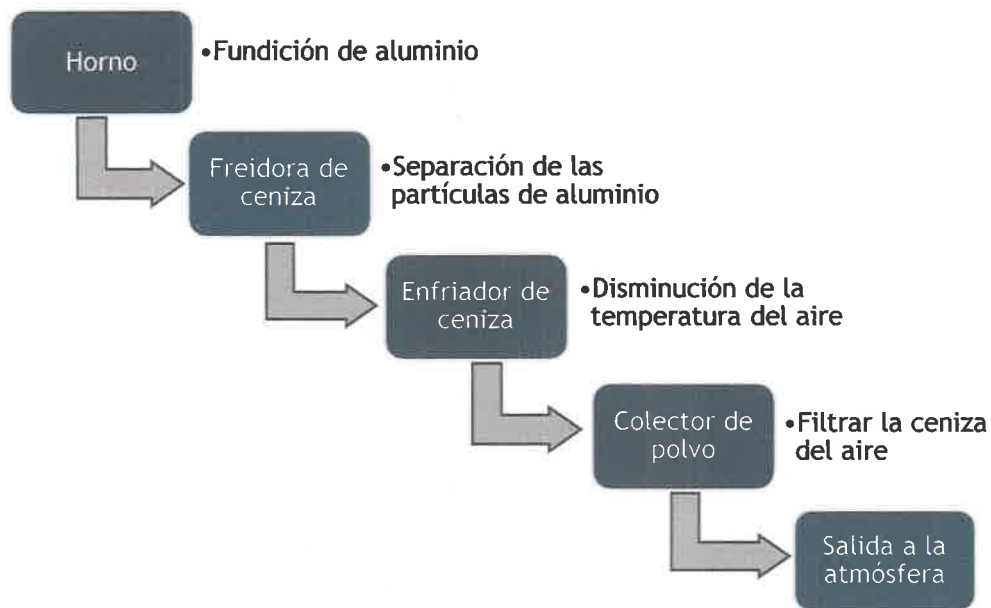 Horno
•Fundición de aluminio
Freidora de
ceniza
•Separación de las
partículas de aluminio
Enfriador de
ceniza
•Disminución de la
temperatura del aire
Colector de
polvo
•Filtrar la ceniza
del aire
Salida a la
atmósfera